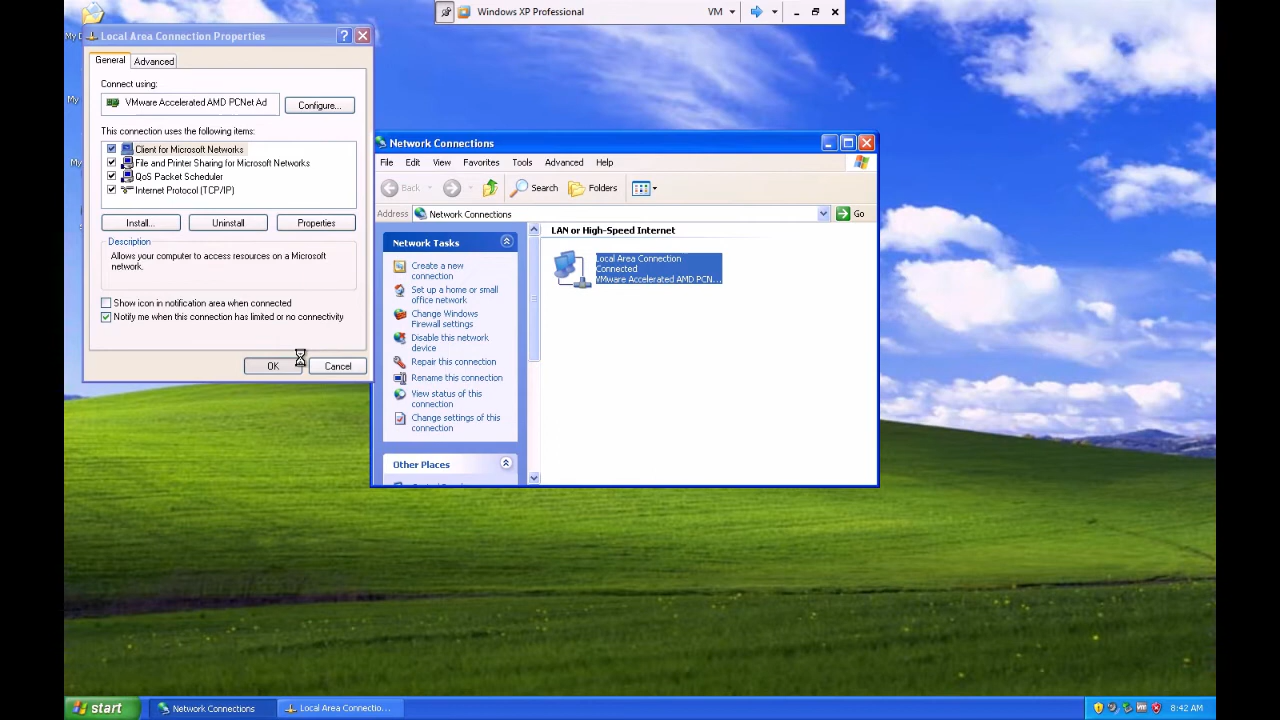 Windows XP Professional
VM
Local Area Connection Properties
General
Advanced
Connect using:
VMware Accelerated AMD PCNet Ad
Configure...
This connection uses the following items:
Client for Microsoft Networks
File and Printer Sharing for Microsoft Networks
QoS Packet Scheduler
Internet Protocol (TCP/IP)
Install...
Uninstall
Properties
Description
Allows your computer to access resources on a Microsoft
network.
Show icon in notification area when connected
Notify me when this connection has limited or no connectivity
OK
Cancel
My
My
Network Connections
File
Edit
View
Favorites
Tools
Advanced
Help
Back
Search
Folders
Address
Network Connections
Go
Network Tasks
Create a new
connection
Set up a home or small
office network
Change Windows
Firewall settings
Disable this network
device
Repair this connection
Rename this connection
View status of this
connection
Change settings of this
connection
Other Places
LAN or High-Speed Internet
Local Area Connection
Connected
VMware Accelerated AMD PCN...
start
Network Connections
Local Area Connectio...
8:42 AM